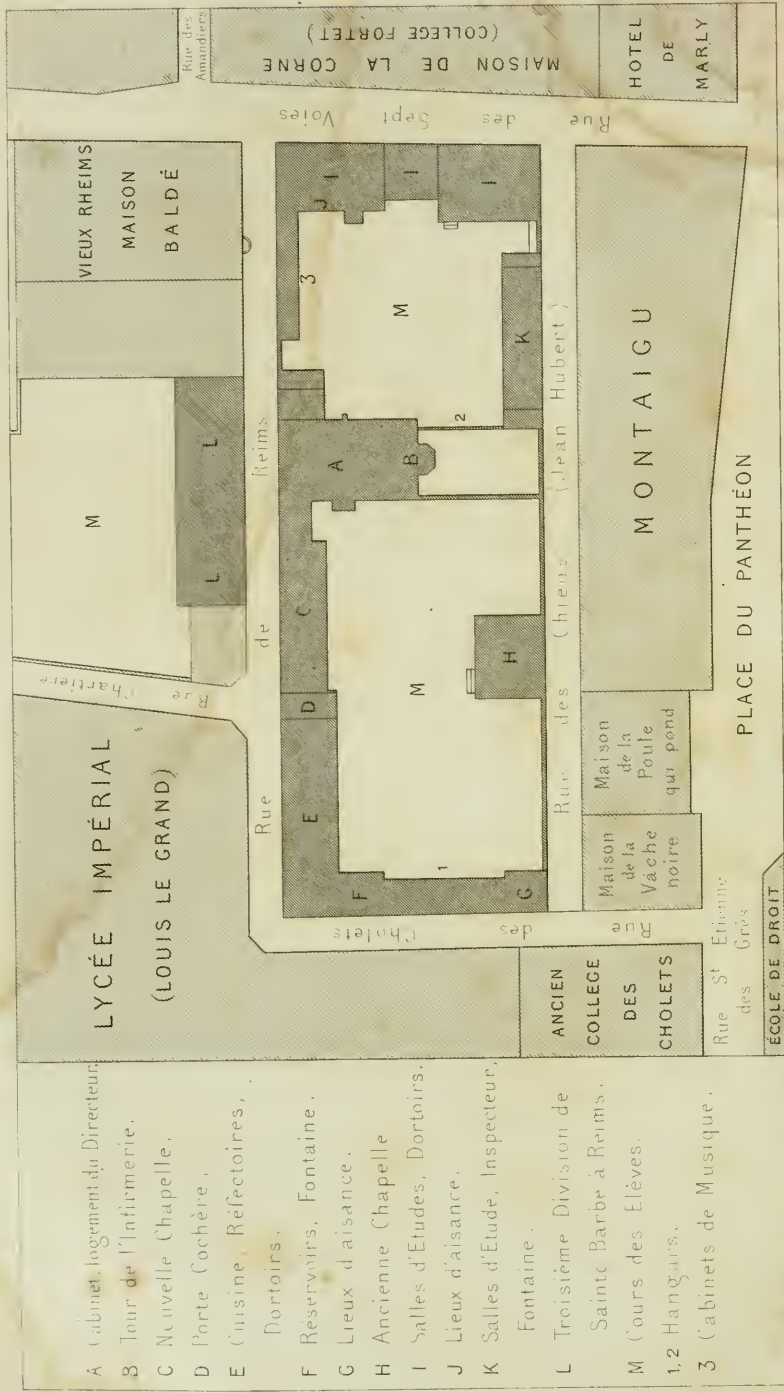 A Cabinet, logement du Directeur.
B Tour de l'Infirmerie.
C Nouvelle Chapelle.
D Porte Cochère.
E Cuisine, Réfectoires,
Dortoirs.
F Réservoirs, Fontaine.
G Lieux d'aisance.
H Ancienne Chapelle
I Salles d'Etudes, Dortoirs.
J Lieux d'aisance.
K Salles d'Etude, Inspecteur,
Fontaine.
L Troisième Division de
Sainte Barbe à Reims.
M Cours des Elèves.
1.2 Hangars.
3 Cabinets de Musique.
LYCÉE IMPÉRIAL
(LOUIS LE GRAND)
Rue Chartière
M
L L
VIEUX RHEIMS
MAISON
BALDÉ
Rue des
Amandiers
MAISON DE LA CORNE
(COLLEGE FORTET)
HOTEL
DE
MARLY
Rue des Sept Voies
Rue de Reims
E
D
C
A
3
J
I
I
I
F
1
G
M
H
B
2
M
K
Rue des Cholets
Rue des Chiens (Jean Hubert)
ANCIEN
COLLEGE
DES
CHOLETS
Maison
de la
Vâche
noire
Maison
de la
Poule
qui pond
MONTAIGU
Rue St Etienne
des Grès
PLACE DU PANTHÉON
ÉCOLE DE DROIT